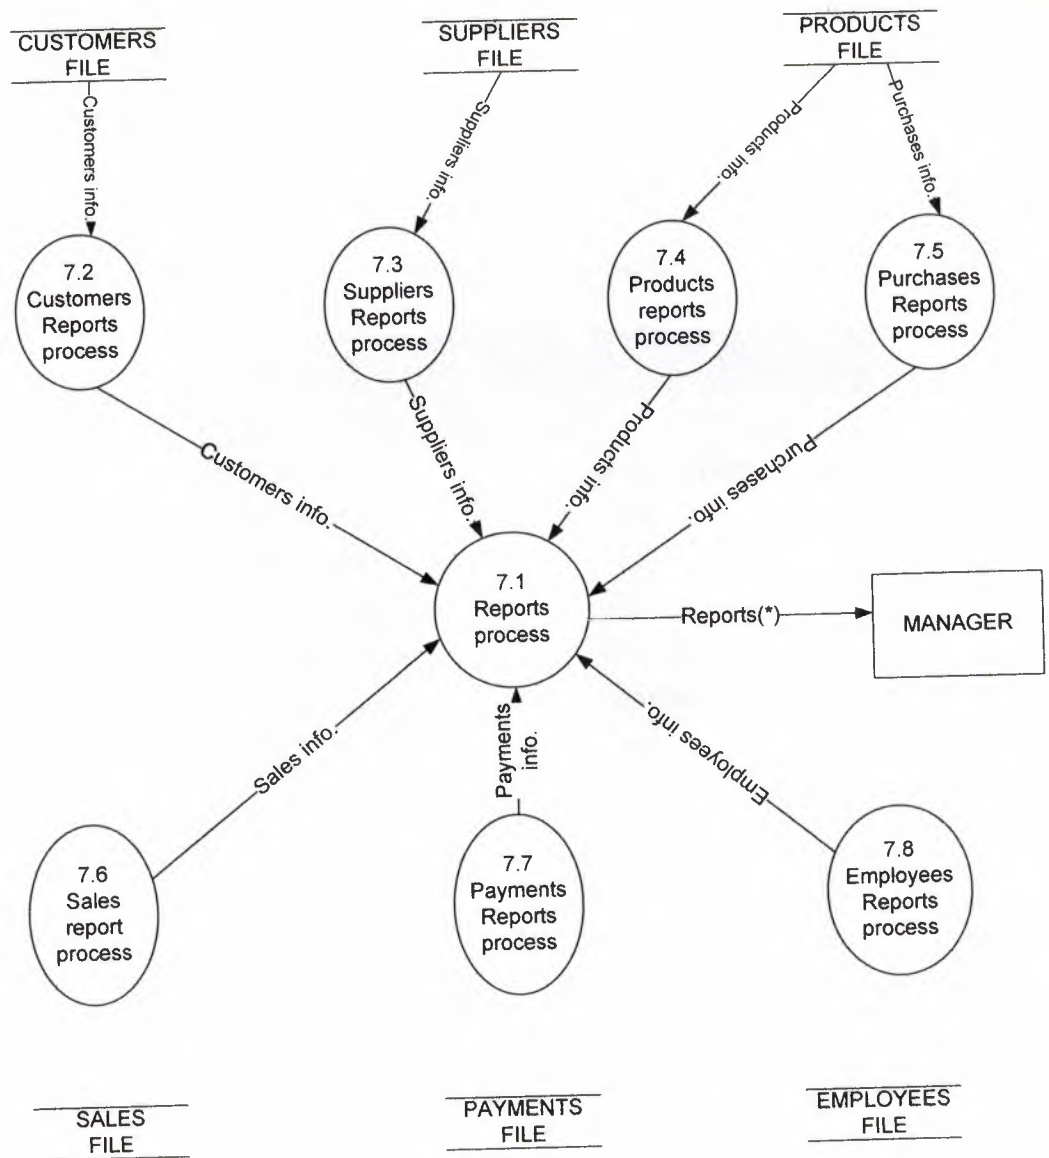 CUSTOMERS
FILE
SUPPLIERS
FILE
PRODUCTS
FILE
Customers info.
Suppliers info.
Products info.
Purchases info.
7.2
Customers
Reports
process
7.3
Suppliers
Reports
process
7.4
Products
reports
process
7.5
Purchases
Reports
process
Customers info.
Suppliers info.
Products info.
Purchases info.
7.1
Reports
process
Reports(*)
MANAGER
Sales info.
Payments
info.
Employees info.
7.6
Sales
report
process
7.7
Payments
Reports
process
7.8
Employees
Reports
process
SALES
FILE
PAYMENTS
FILE
EMPLOYEES
FILE